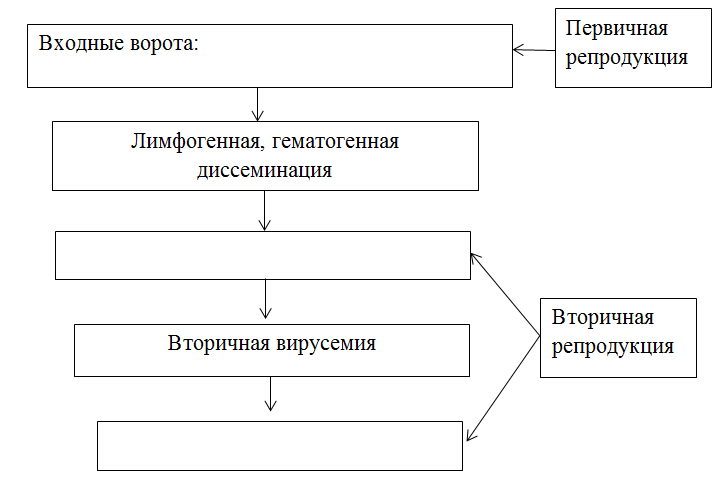 Входные ворота:
Первичная
репродукция
Лимфогенная, гематогенная
диссеминация
Вторичная вирусемия
Вторичная
репродукция